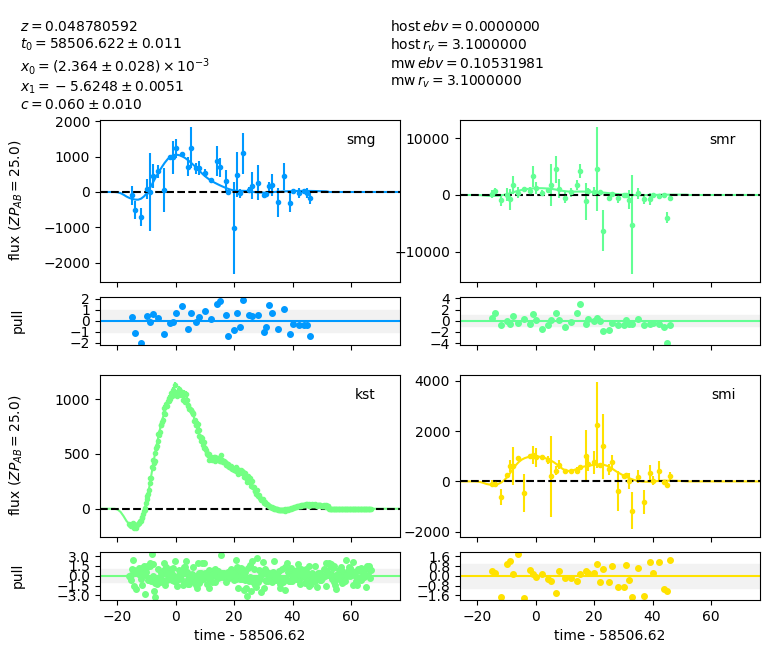 z = 0.048780592
t₀ = 58506.622 ± 0.011
x₀ = (2.364 ± 0.028) × 10⁻³
x₁ = −5.6248 ± 0.0051
c = 0.060 ± 0.010
host ebv = 0.0000000
host r_v = 3.1000000
mw ebv = 0.10531981
mw r_v = 3.1000000
flux (ZP_AB = 25.0)
2000
1000
0
−1000
−2000
smg
10000
0
−10000
smr
pull
2
1
0
−1
−2
4
2
0
−2
−4
flux (ZP_AB = 25.0)
1000
500
0
kst
4000
2000
0
−2000
smi
pull
3.0
1.5
0.0
−1.5
−3.0
1.6
0.8
0.0
−0.8
−1.6
−20 0 20 40 60
time - 58506.62
−20 0 20 40 60
time - 58506.62